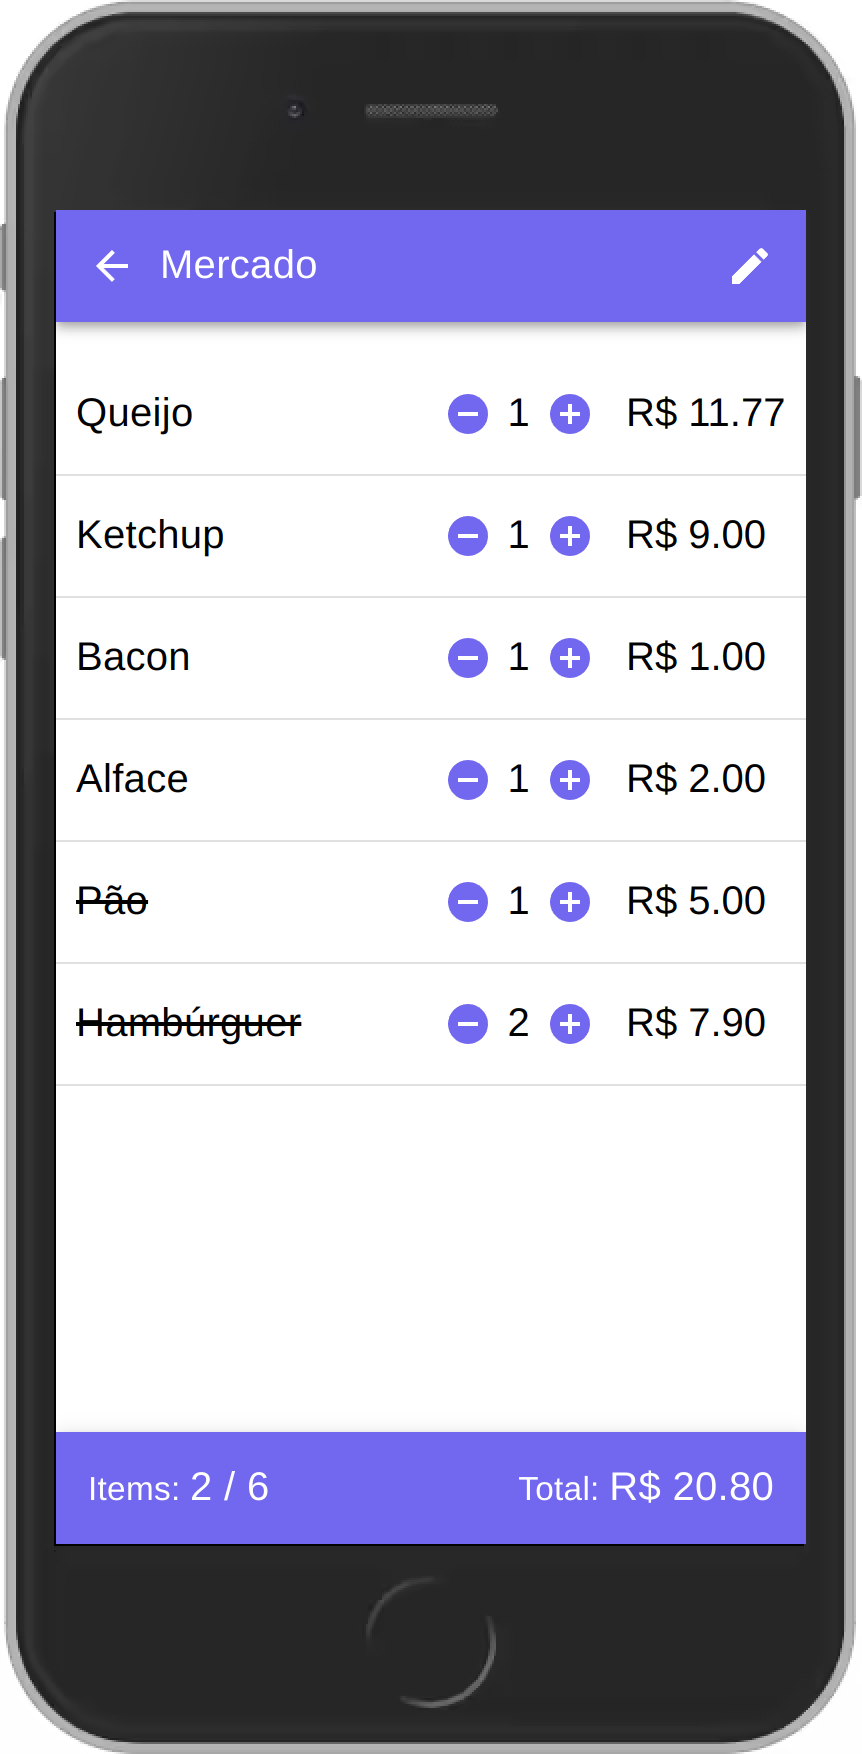 Mercado
Queijo 1 R$ 11.77
Ketchup 1 R$ 9.00
Bacon 1 R$ 1.00
Alface 1 R$ 2.00
Pão 1 R$ 5.00
Hambúrguer 2 R$ 7.90
Items: 2 / 6 Total: R$ 20.80